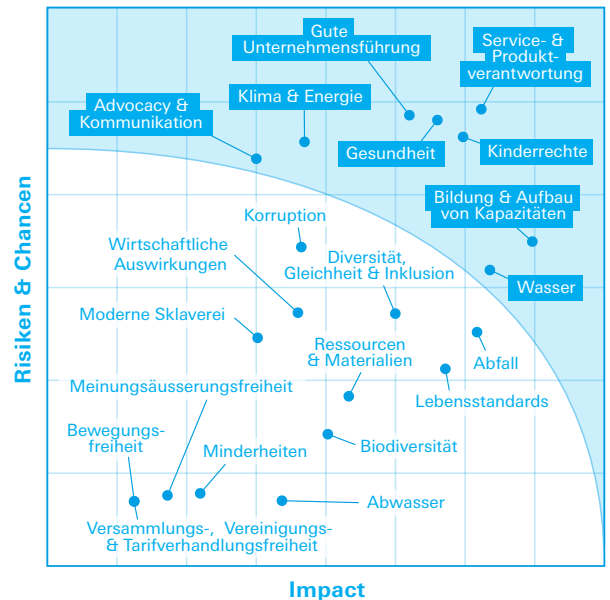 Gute
Unternehmensführung
Service- &
Produkt-
verantwortung
Klima & Energie
Advocacy &
Kommunikation
Gesundheit
Kinderrechte
Bildung & Aufbau
von Kapazitäten
Korruption
Wirtschaftliche
Auswirkungen
Diversität,
Gleichheit & Inklusion
Wasser
Moderne Sklaverei
Ressourcen
& Materialien
Abfall
Meinungsäusserungsfreiheit
Lebensstandards
Bewegungs-
freiheit
Minderheiten
Biodiversität
Abwasser
Versammlungs-, Vereinigungs-
& Tarifverhandlungsfreiheit
Risiken & Chancen
Impact